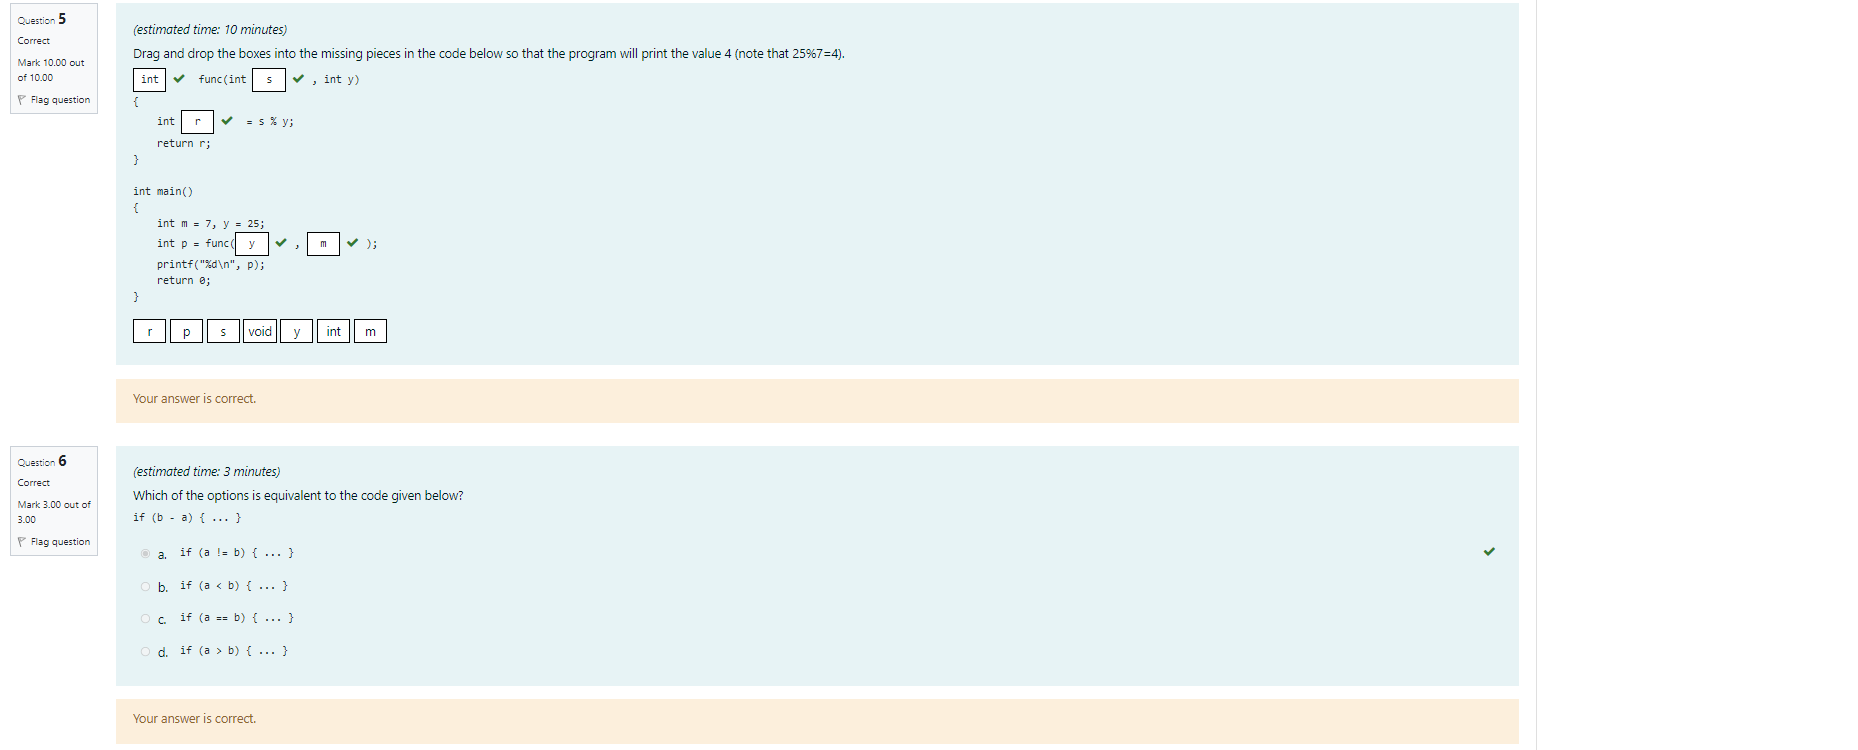 Question 5
Correct
Mark 10.00 out
of 10.00
Flag question
(estimated time: 10 minutes)
Drag and drop the boxes into the missing pieces in the code below so that the program will print the value 4 (note that 25%7=4).
int func(int s , int y)
{
int r = s % y;
return r;
}
int main()
{
int m = 7, y = 25;
int p = func( y , m );
printf("%d\n", p);
return 0;
}
r p s void y int m
Your answer is correct.
Question 6
Correct
Mark 3.00 out of
3.00
Flag question
(estimated time: 3 minutes)
Which of the options is equivalent to the code given below?
if (b - a) { ... }
a. if (a != b) { ... }
b. if (a < b) { ... }
c. if (a == b) { ... }
d. if (a > b) { ... }
Your answer is correct.